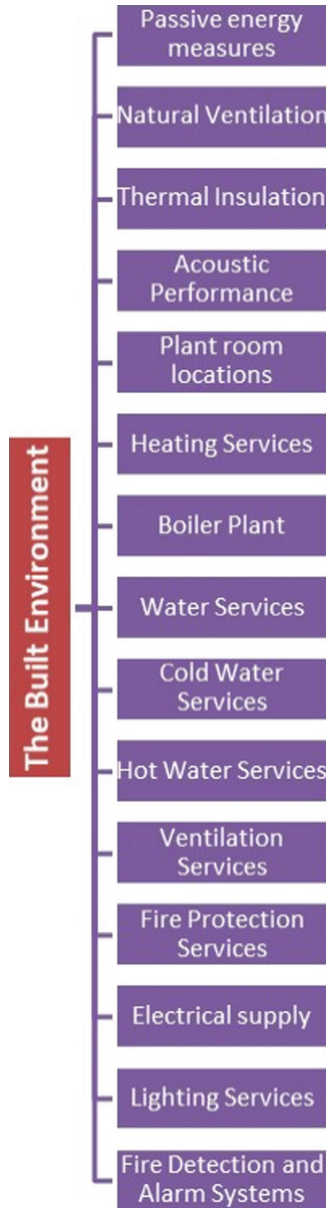 The Built Environment
Passive energy
measures
Natural Ventilation
Thermal Insulation
Acoustic
Performance
Plant room
locations
Heating Services
Boiler Plant
Water Services
Cold Water
Services
Hot Water Services
Ventilation
Services
Fire Protection
Services
Electrical supply
Lighting Services
Fire Detection and
Alarm Systems